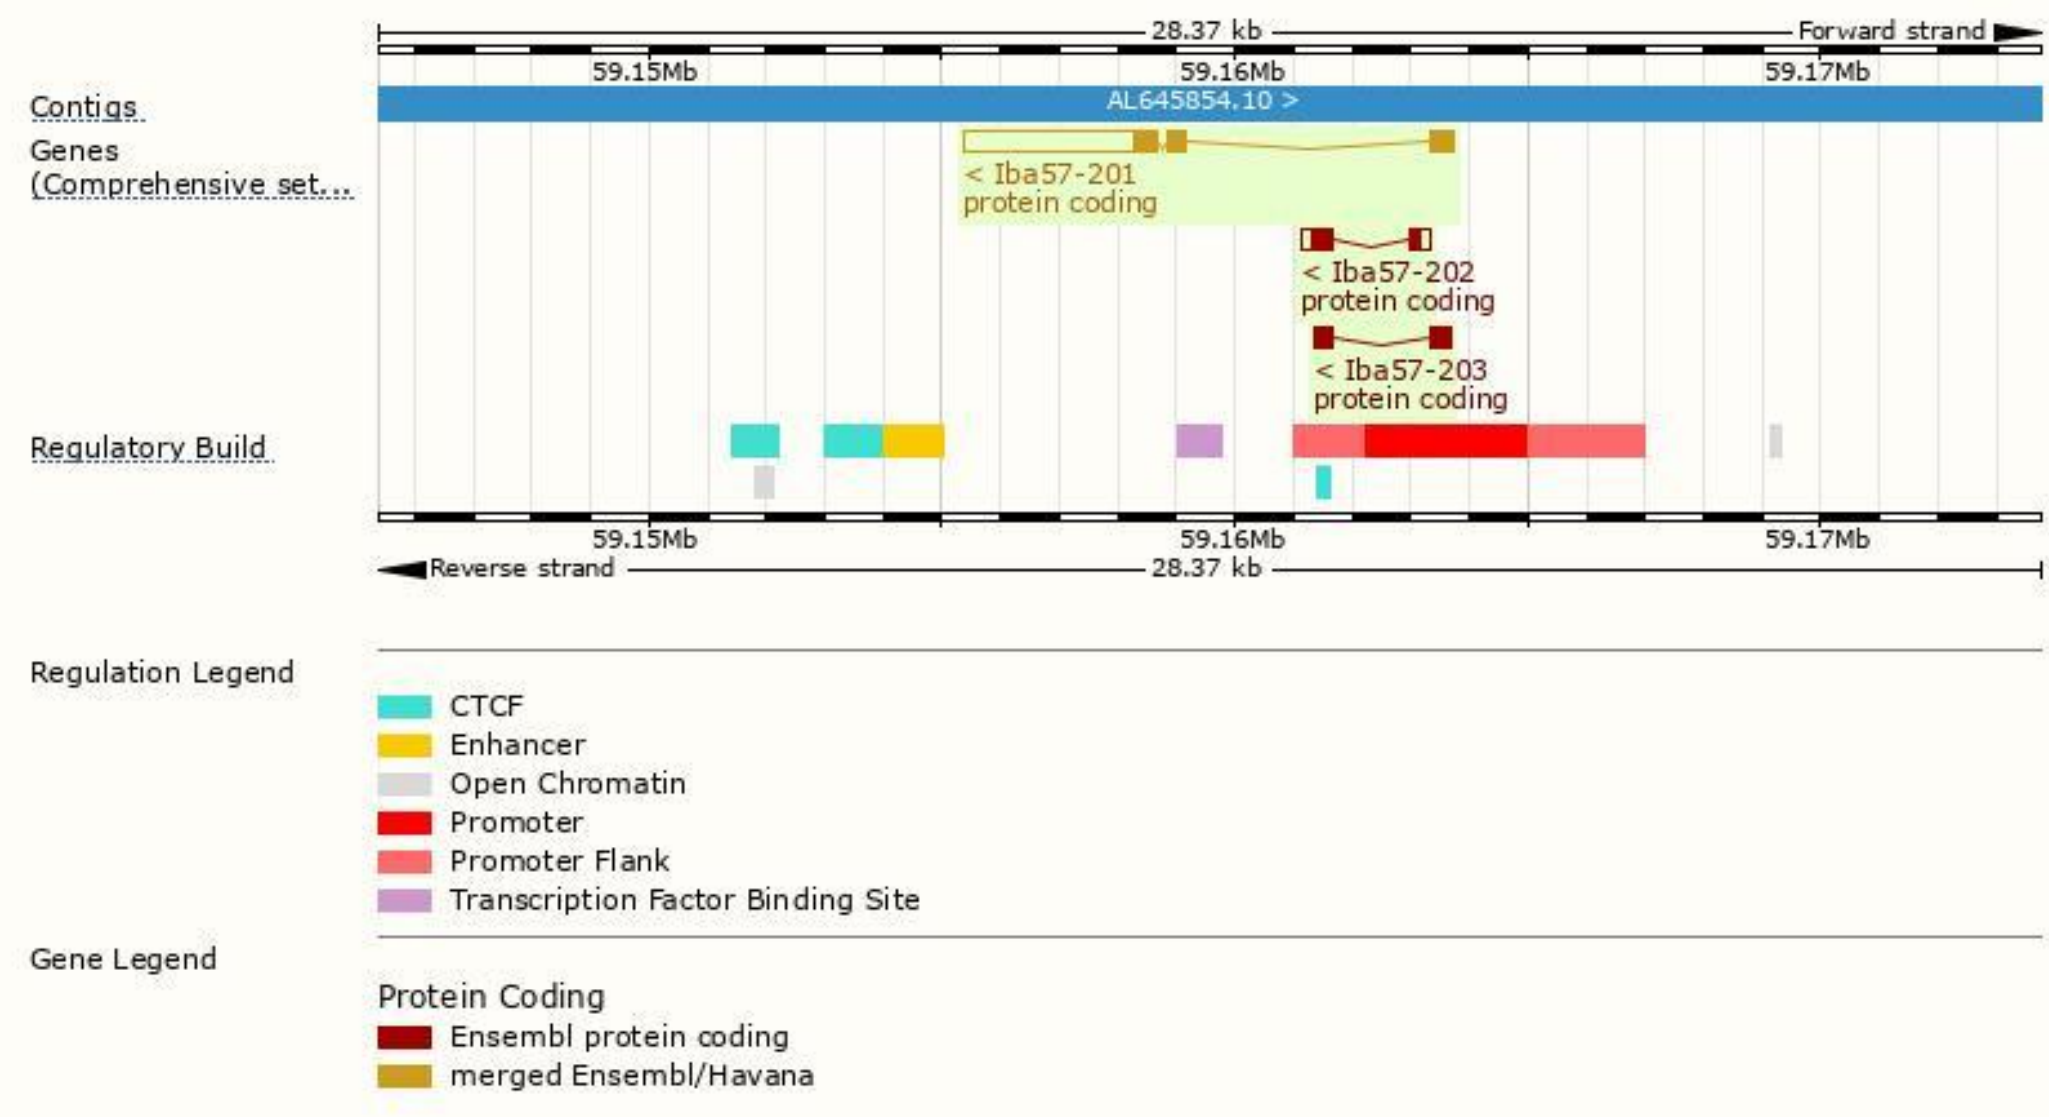 28.37 kb
Forward strand
59.15Mb 59.16Mb 59.17Mb
Contigs
AL645854.10 >
Genes
(Comprehensive set...
< Iba57-201
protein coding
< Iba57-202
protein coding
< Iba57-203
protein coding
Regulatory Build
59.15Mb 59.16Mb 59.17Mb
Reverse strand
28.37 kb
Regulation Legend
CTCF
Enhancer
Open Chromatin
Promoter
Promoter Flank
Transcription Factor Binding Site
Gene Legend
Protein Coding
Ensembl protein coding
merged Ensembl/Havana